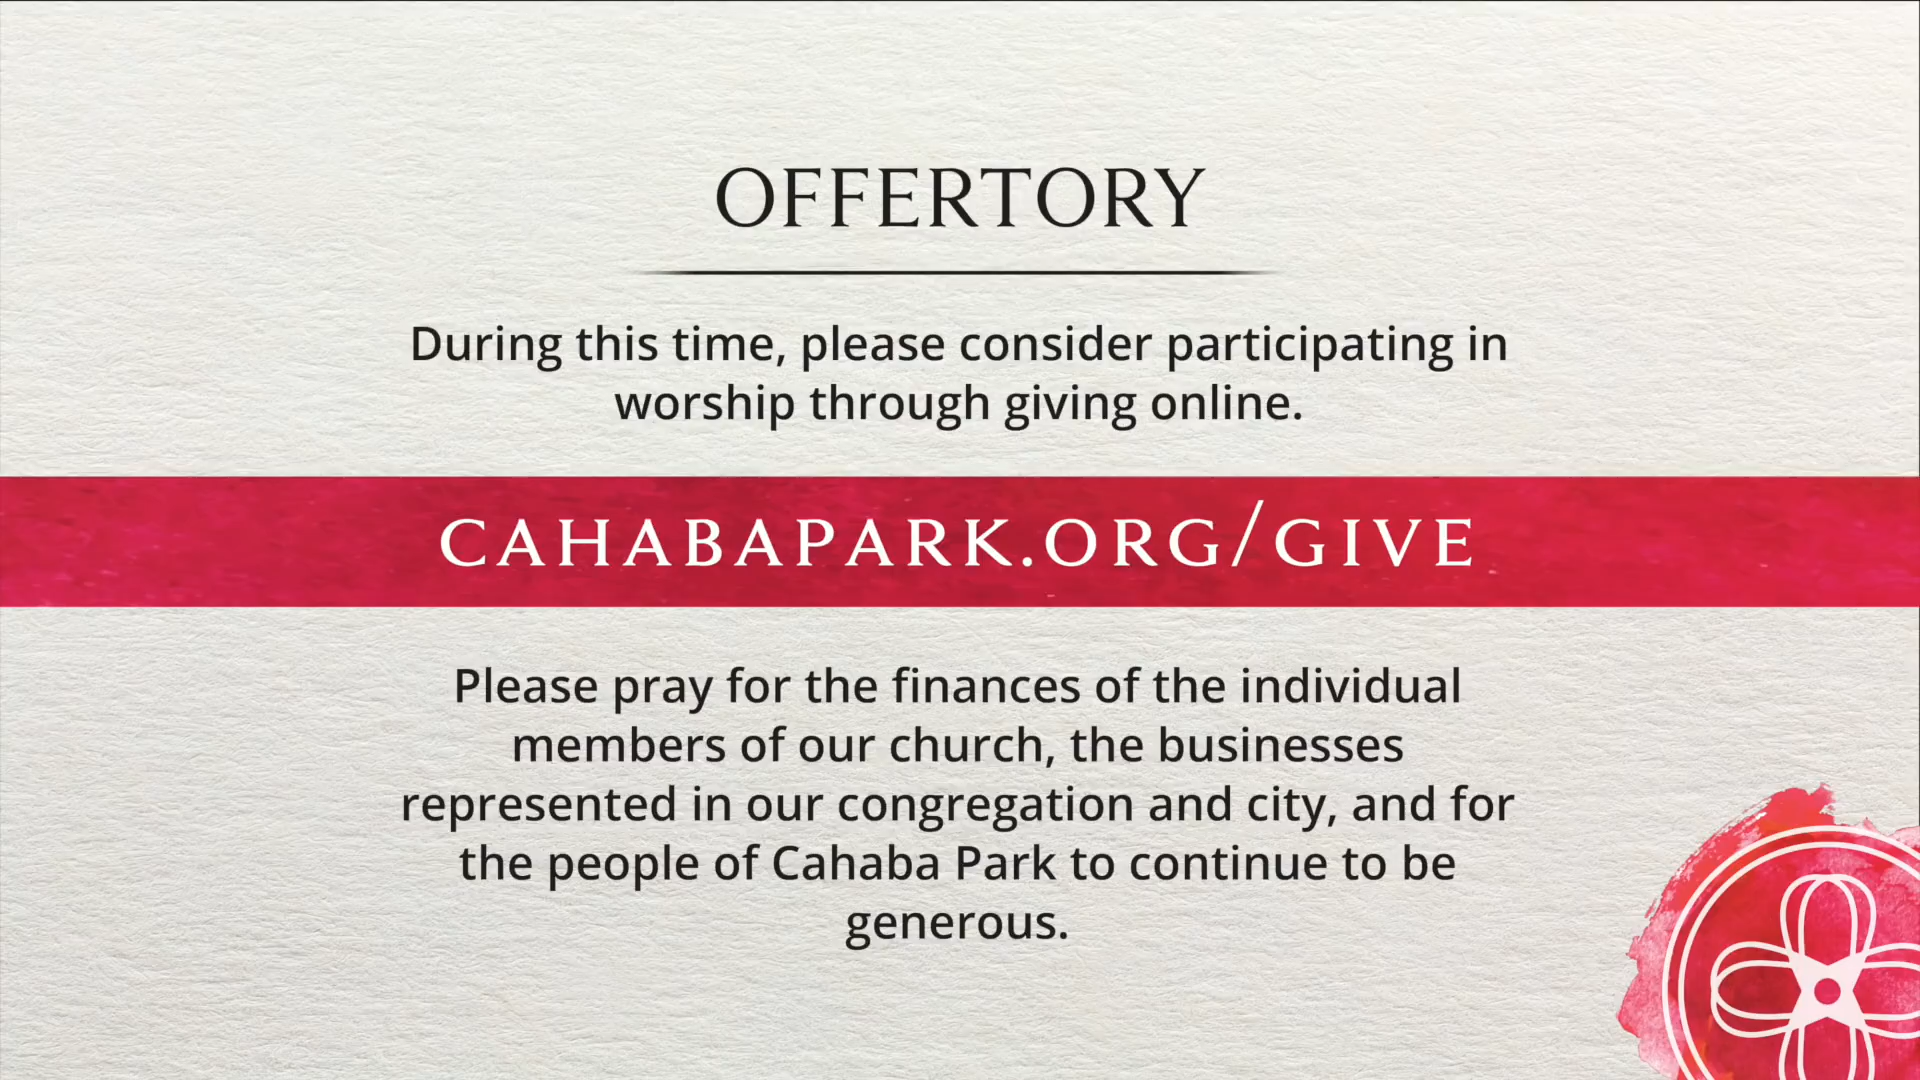 OFFERTORY
During this time, please consider participating in
worship through giving online.
CAHABAPARK.ORG/GIVE
Please pray for the finances of the individual
members of our church, the businesses
represented in our congregation and city, and for
the people of Cahaba Park to continue to be
generous.